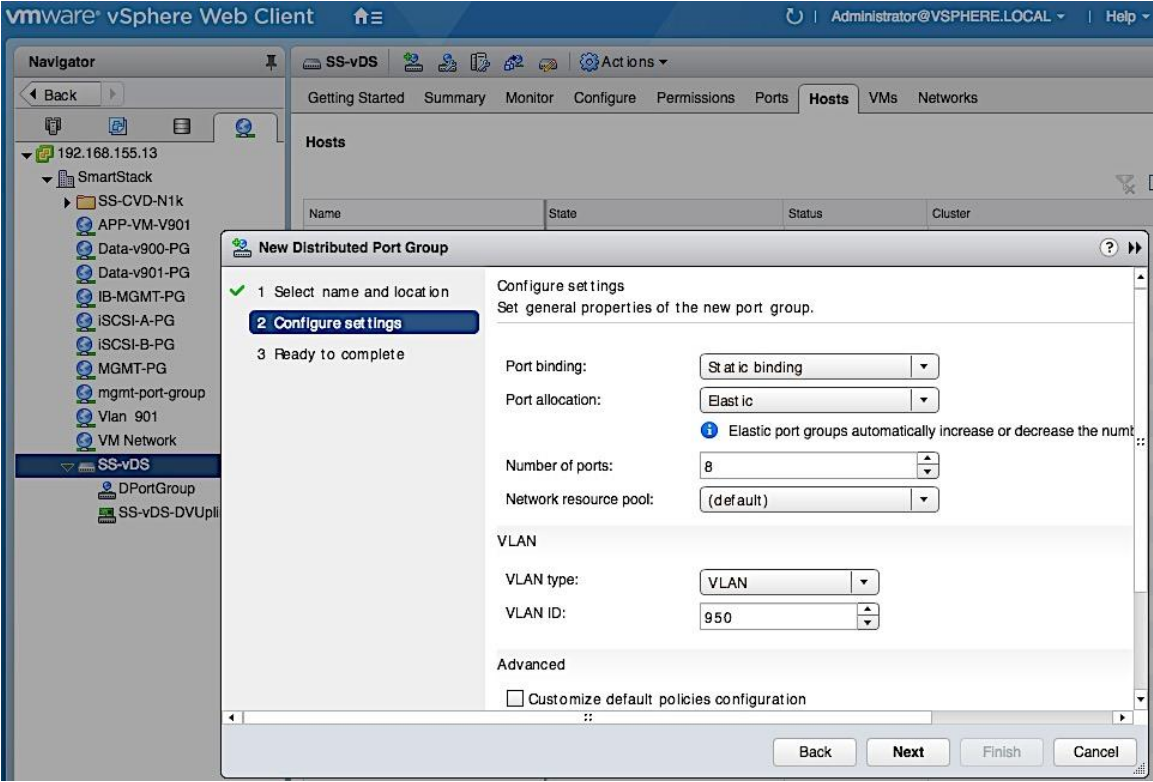 vmware® vSphere Web Client
Administrator@VSPHERE.LOCAL | Help
Navigator
Back
192.168.155.13
SmartStack
SS-CVD-N1k
APP-VM-V901
Data-v900-PG
Data-v901-PG
IB-MGMT-PG
iSCSI-A-PG
iSCSI-B-PG
MGMT-PG
mgmt-port-group
Vlan 901
VM Network
SS-vDS
DPortGroup
SS-vDS-DVUpli
SS-vDS Actions
Getting Started Summary Monitor Configure Permissions Ports Hosts VMs Networks
Hosts
Name State Status Cluster
New Distributed Port Group
1 Select name and location
2 Configure settings
3 Ready to complete
Configure settings
Set general properties of the new port group.
Port binding: Static binding
Port allocation: Elastic
Elastic port groups automatically increase or decrease the numb
Number of ports: 8
Network resource pool: (default)
VLAN
VLAN type: VLAN
VLAN ID: 950
Advanced
Customize default policies configuration
Back Next Finish Cancel